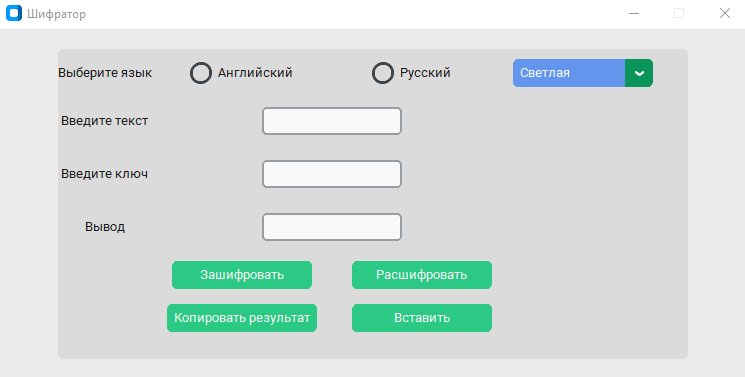 Шифратор
Выберите язык Английский Русский Светлая
Введите текст
Введите ключ
Вывод
Зашифровать Расшифровать
Копировать результат Вставить